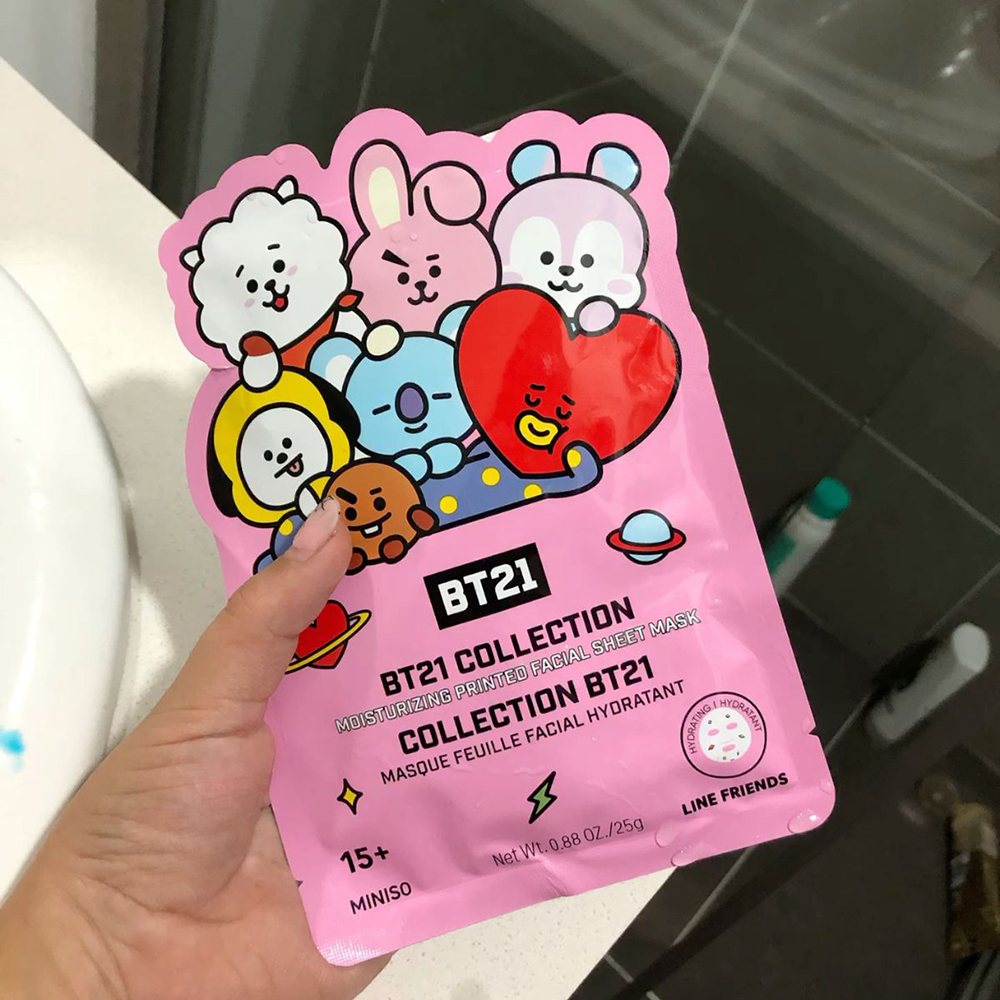 BT21
BT21 COLLECTION
MOISTURIZING PRINTED FACIAL SHEET MASK
COLLECTION BT21
MASQUE FEUILLE FACIAL HYDRATANT
HYDRATING | HYDRATANT
LINE FRIENDS
Net Wt. 0.88 OZ./25g
15+
MINISO